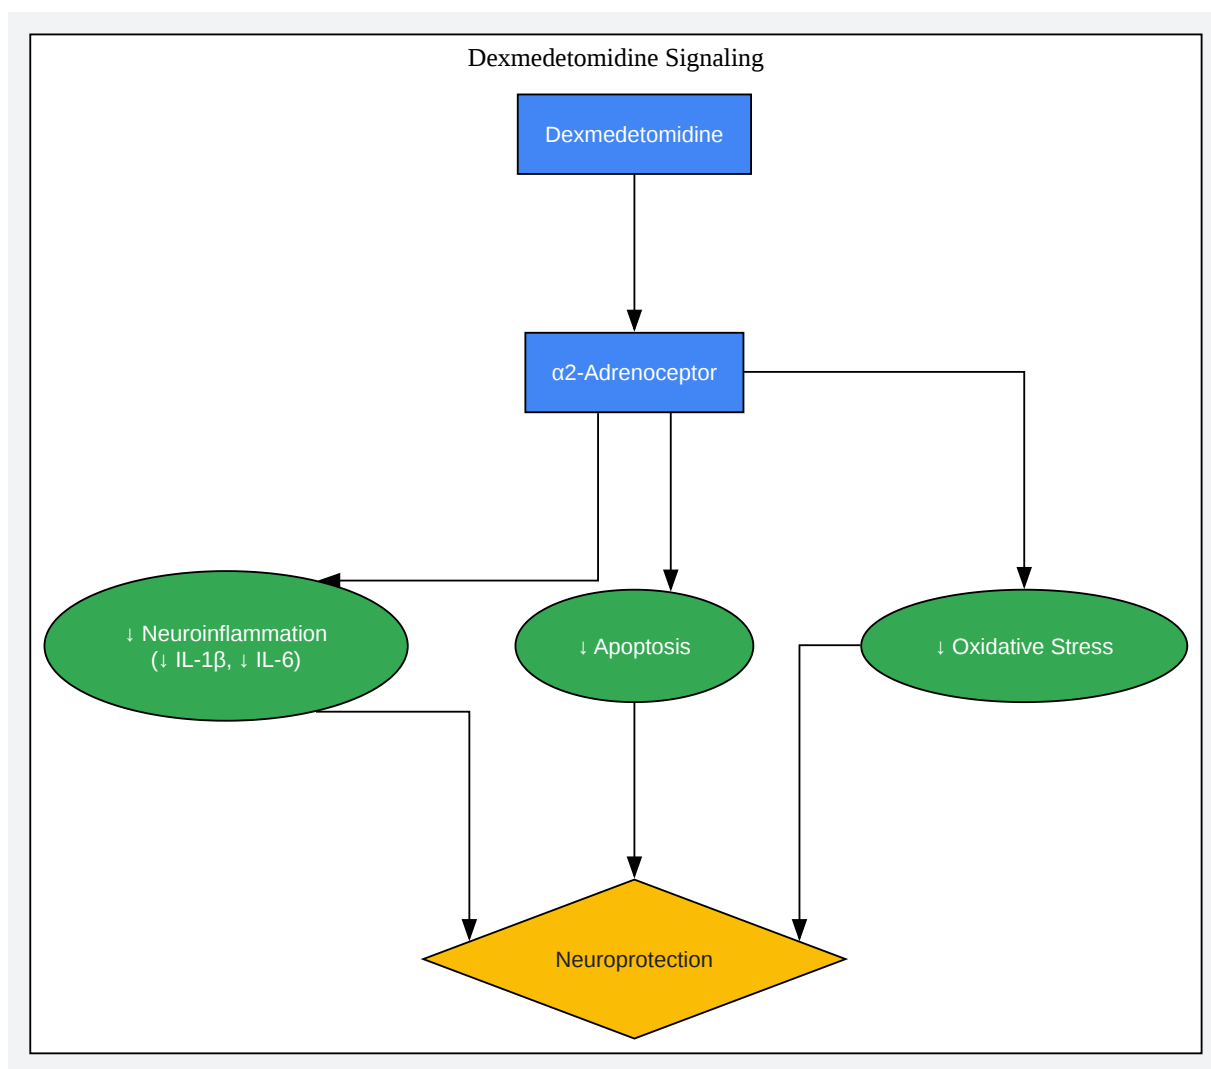 Dexmedetomidine Signaling
Dexmedetomidine
α2-Adrenoceptor
↓ Neuroinflammation
(↓ IL-1β, ↓ IL-6)
↓ Apoptosis
↓ Oxidative Stress
Neuroprotection